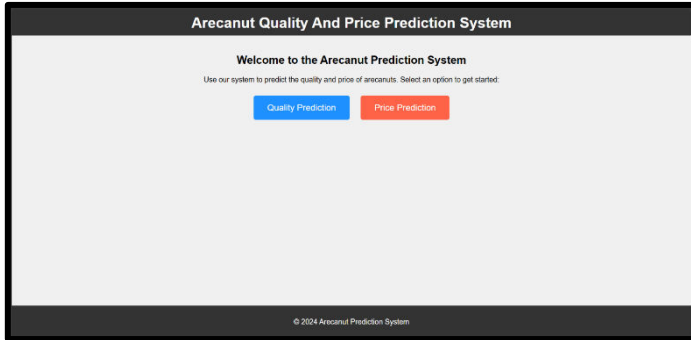 Arecanut Quality And Price Prediction System
Welcome to the Arecanut Prediction System
Use our system to predict the quality and price of arecanuts. Select an option to get started:
Quality Prediction Price Prediction
© 2024 Arecanut Prediction System